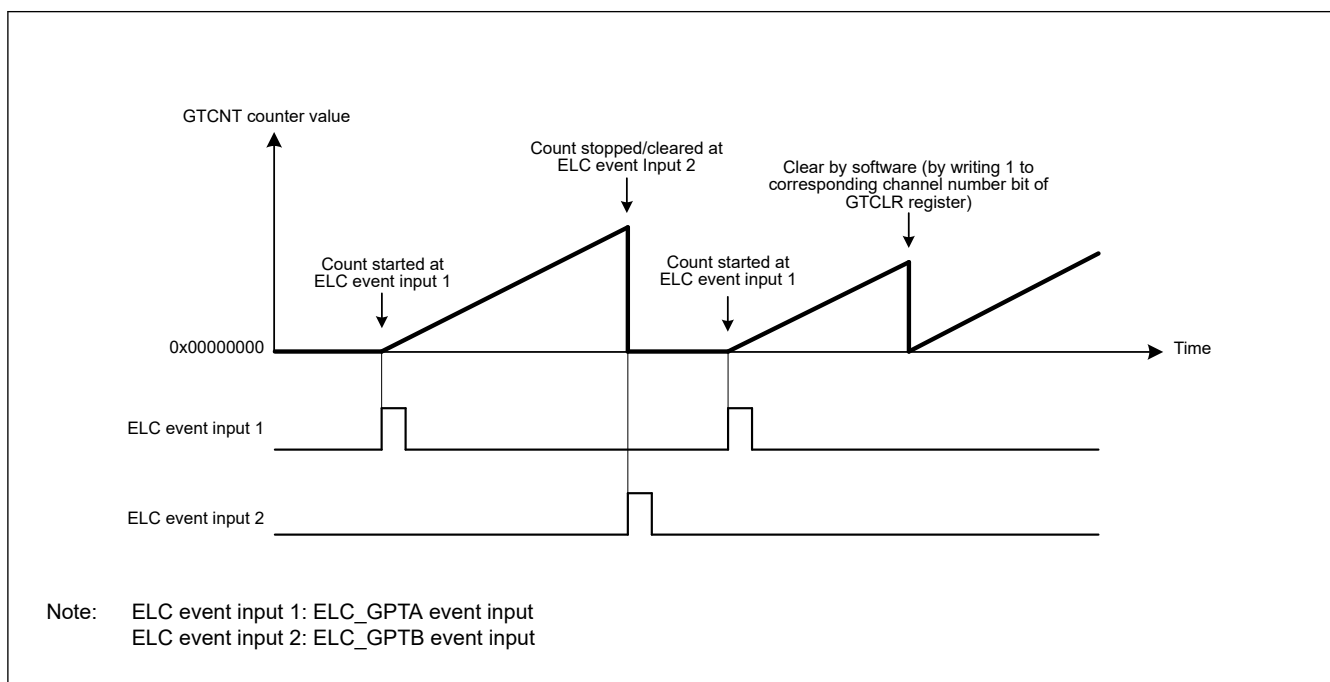 GTCNT counter value
Count stopped/cleared at
ELC event Input 2
Clear by software (by writing 1 to
corresponding channel number bit of
GTCLR register)
Count started at
ELC event input 1
Count started at
ELC event input 1
0x00000000
Time
ELC event input 1
ELC event input 2
Note: ELC event input 1: ELC_GPTA event input
ELC event input 2: ELC_GPTB event input